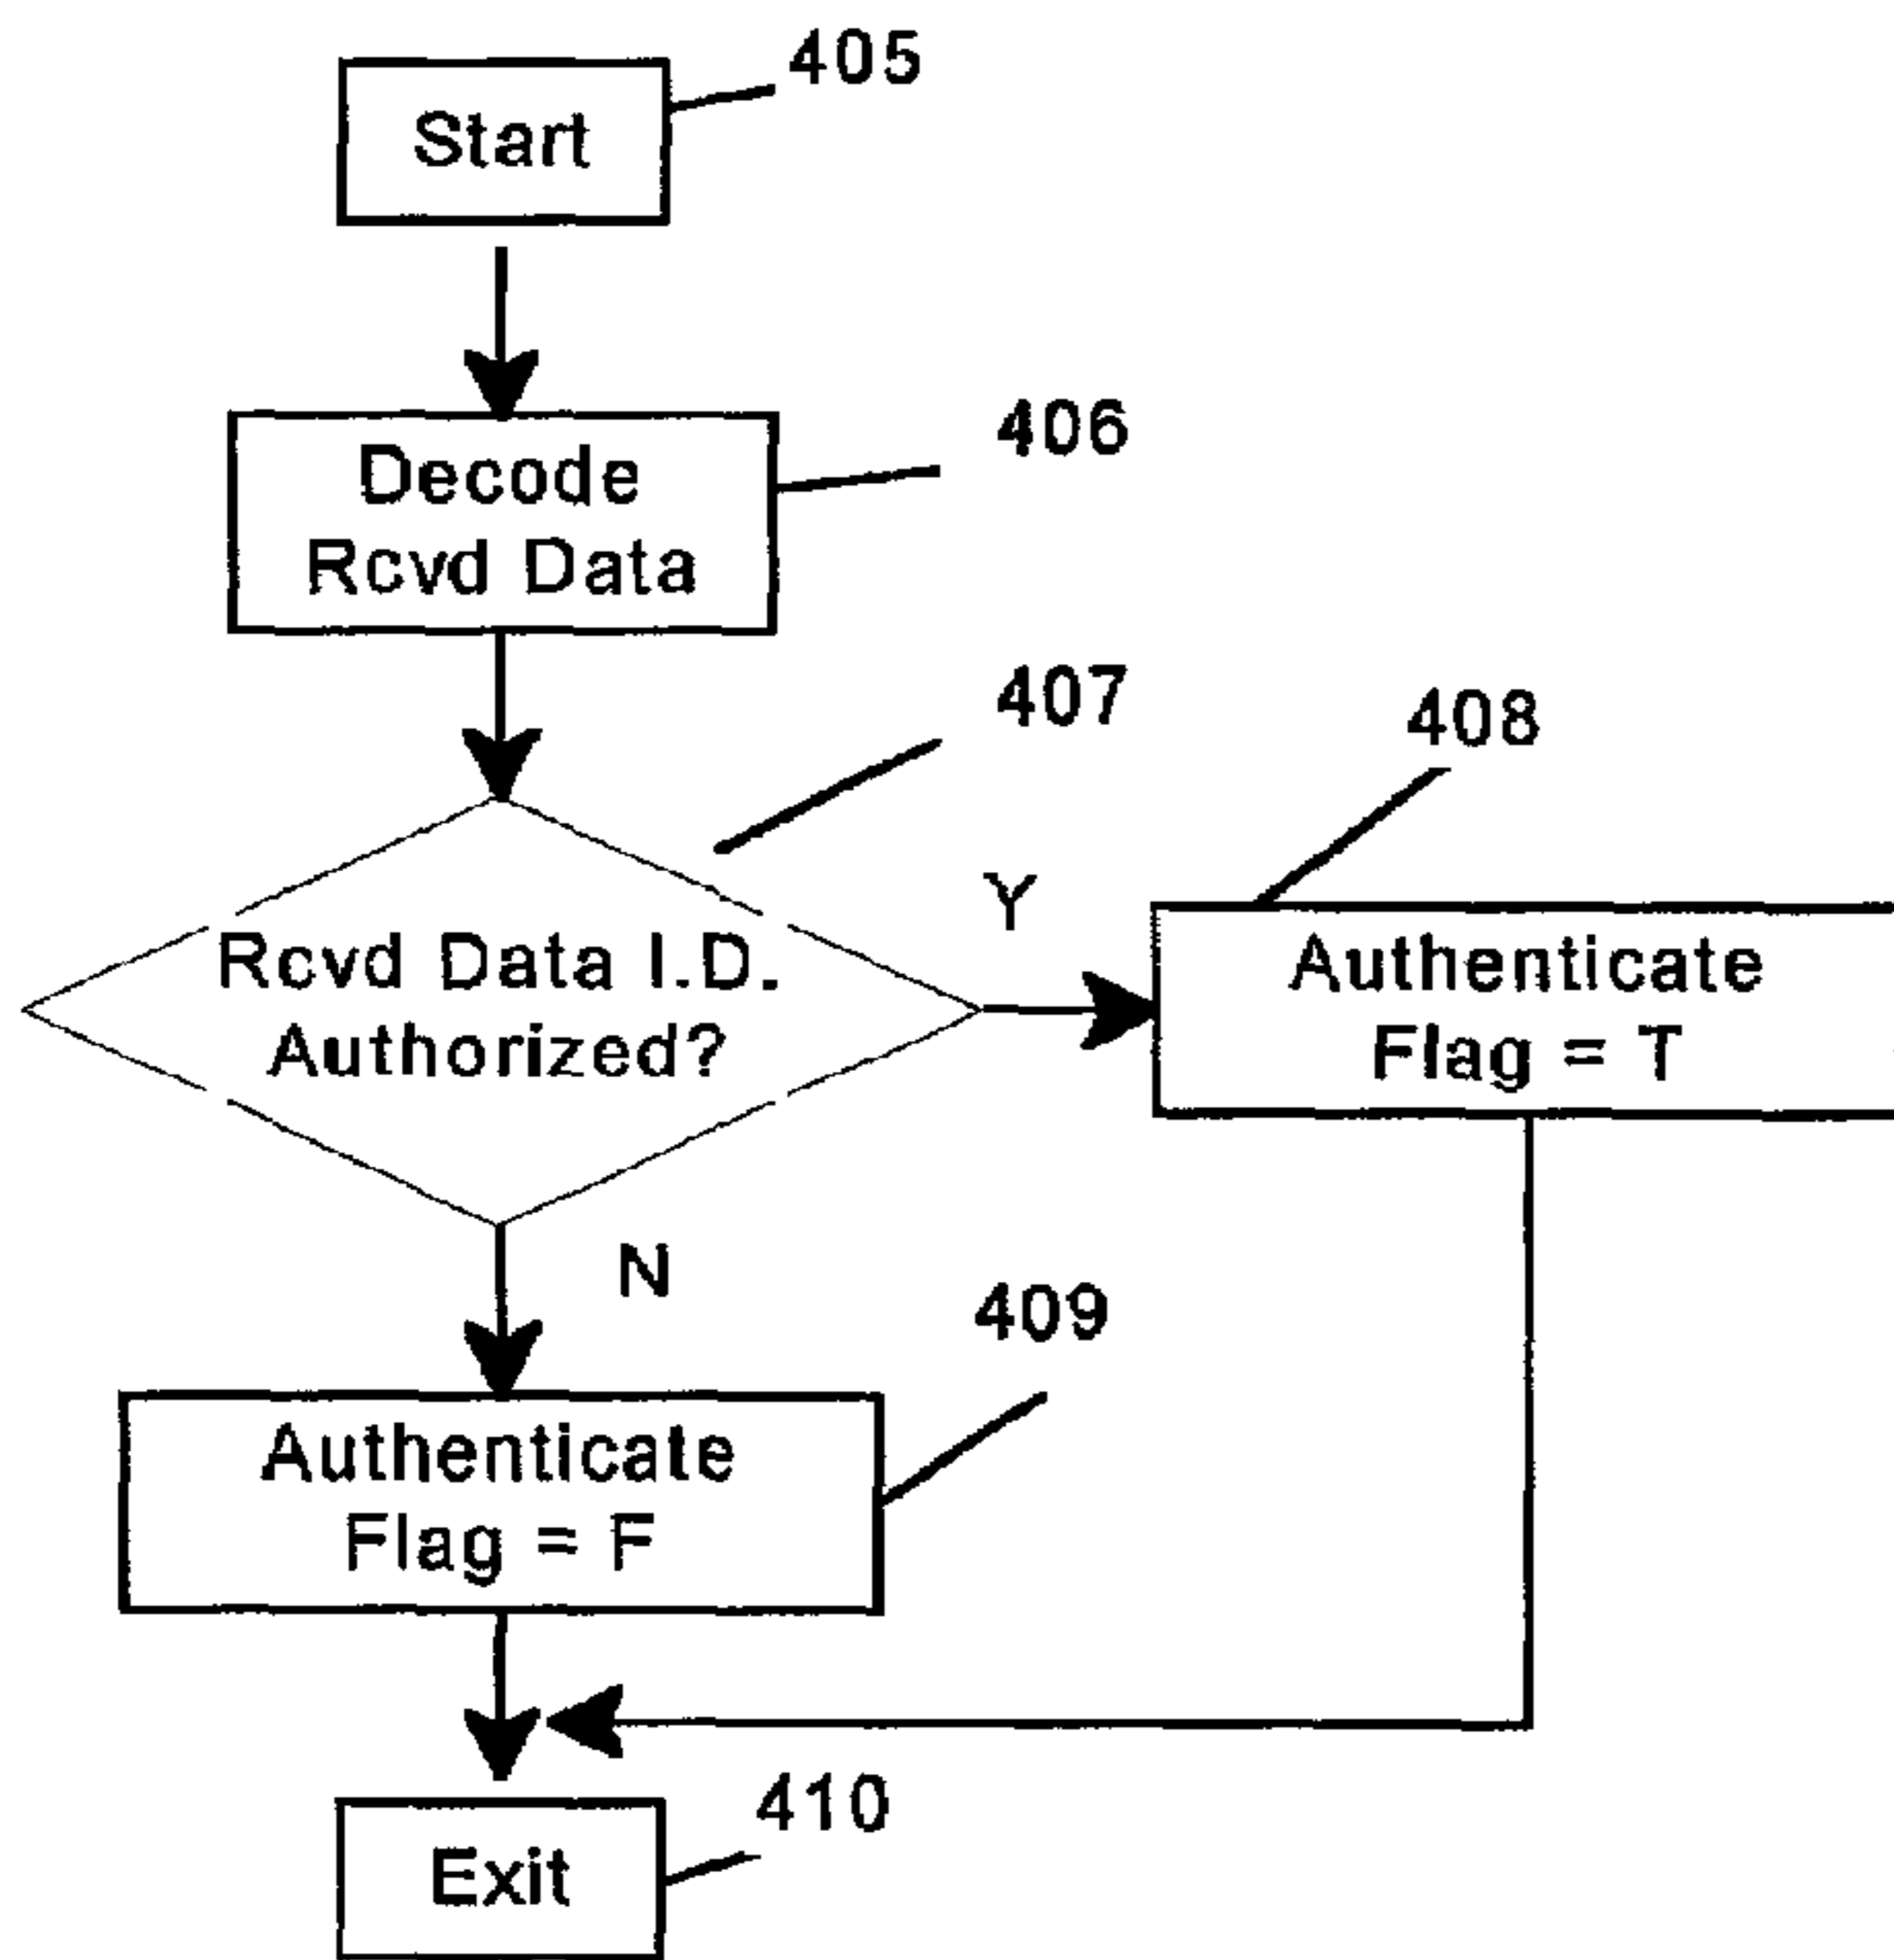 405
Start
406
Decode
Rcvd Data
407
408
Y
Rcvd Data I.D.
Authorized?
Authenticate
Flag = T
N
409
Authenticate
Flag = F
410
Exit